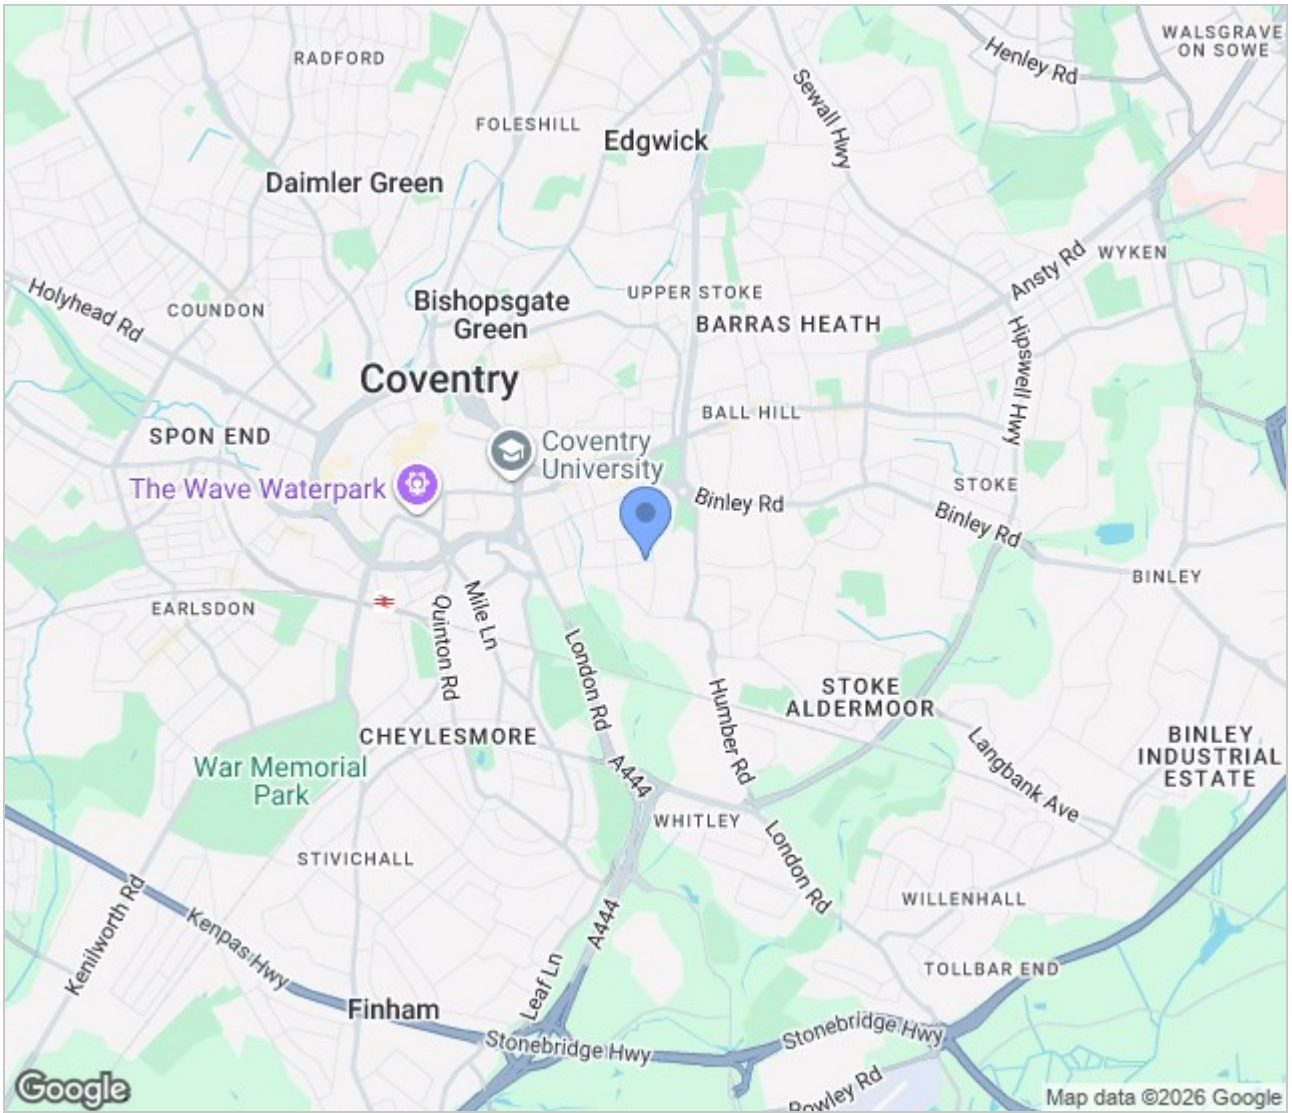 WALSGRAVE
ON SOWE
Henley Rd
RADFORD
Sewall Hwy
FOLESHILL
Edgwick
Daimler Green
WYKEN
Ansty Rd
Holyhead Rd
COUNDON
Bishopsgate
Green
UPPER STOKE
BARRAS HEATH
Hipswell Hwy
Coventry
BALL HILL
SPON END
Coventry
University
The Wave Waterpark
STOKE
Binley Rd
Binley Rd
BINLEY
EARLSDON
Mile Ln
Quinton Rd
London Rd
Humber Rd
STOKE
ALDERMOOR
CHEYLESMORE
Langbank Ave
BINLEY
INDUSTRIAL
ESTATE
War Memorial
Park
A444
WHITLEY
London Rd
STIVICHALL
WILLENHALL
Kenilworth Rd
Kenpas Hwy
A444
TOLLBAR END
Leaf Ln
Finham
Stonebridge Hwy
Stonebridge Hwy
Rowley Rd
Google
Map data ©2026 Google